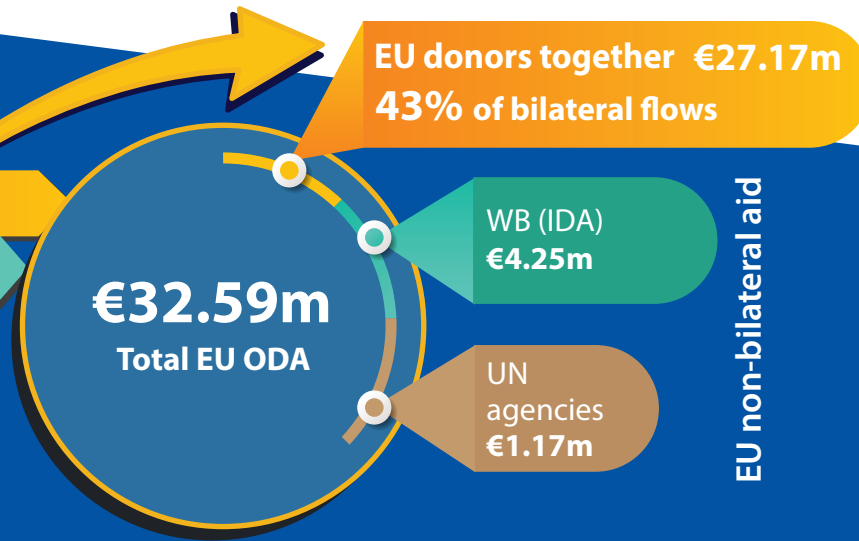 EU donors together €27.17m
43% of bilateral flows
WB (IDA)
€4.25m
€32.59m
Total EU ODA
UN
agencies
€1.17m
EU non-bilateral aid